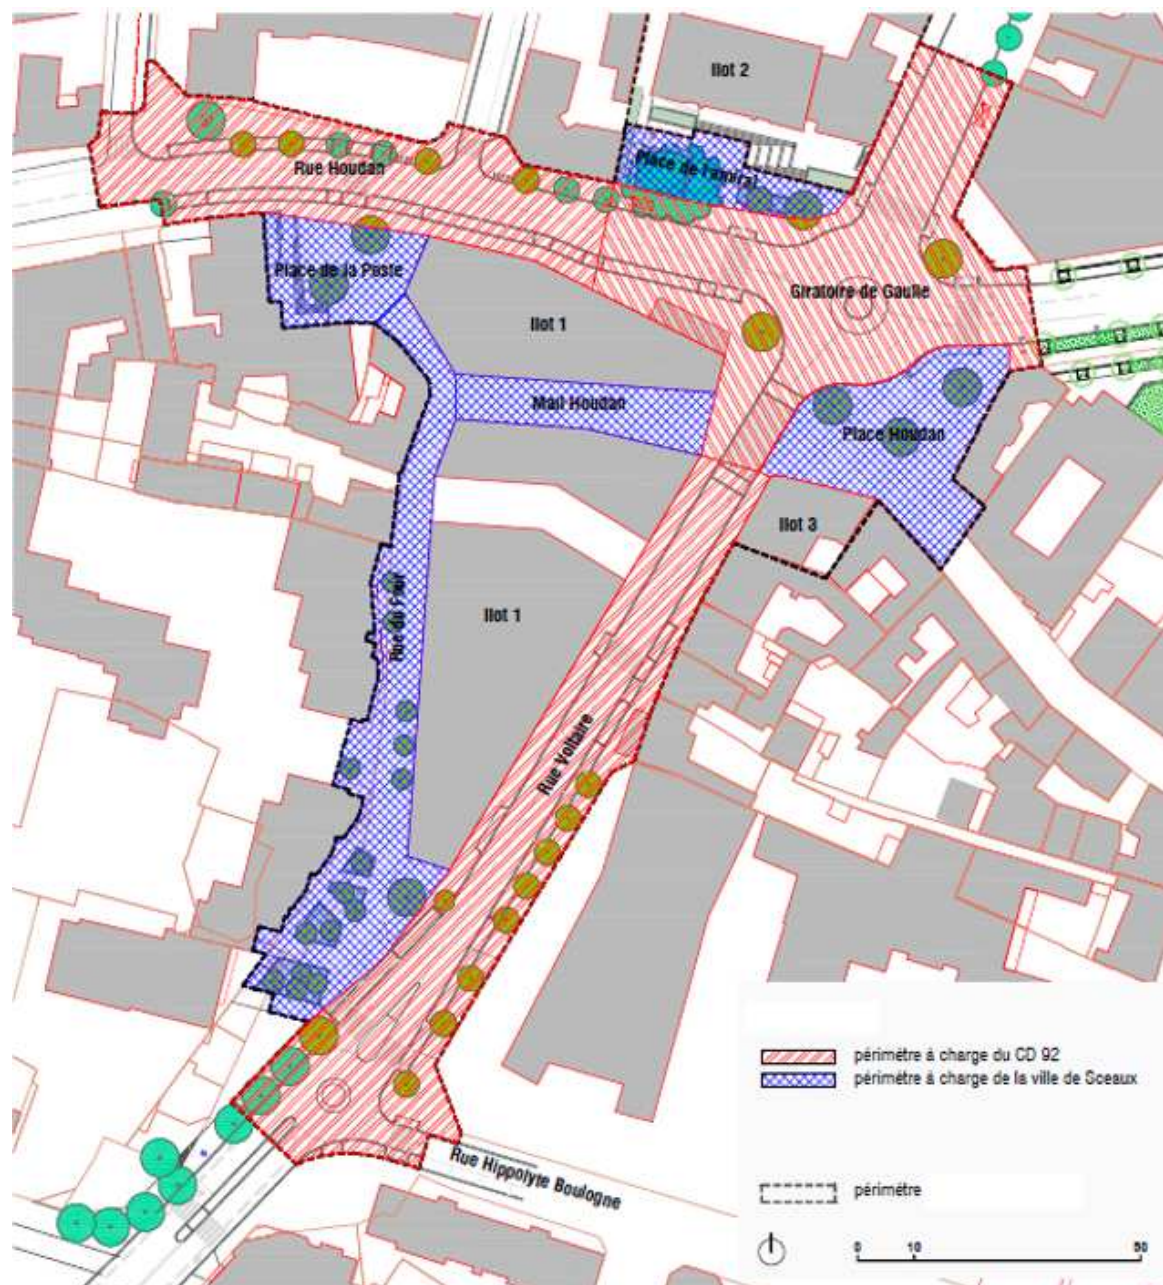 Ilot 2
Place de l'amiral
Rue Houdan
Place de la Poste
Giratoire de Gaulle
Ilot 1
Mail Houdan
Place Houdan
Ilot 3
Rue du Four
Ilot 1
Rue Voltaire
périmètre à charge du CD 92
périmètre à charge de la ville de Sceaux
Rue Hippolyte Boulogne
périmètre
0 10 50